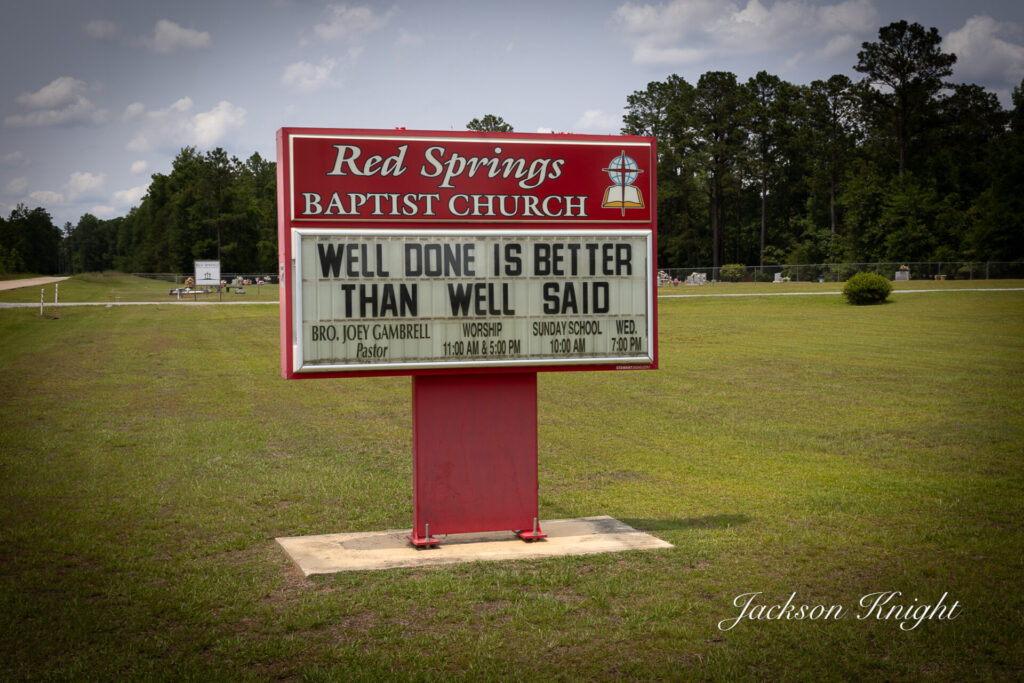 Red Springs
BAPTIST CHURCH
WELL DONE IS BETTER
THAN WELL SAID
BRO. JOEY GAMBRELL
Pastor
WORSHIP
11:00 AM & 5:00 PM
SUNDAY SCHOOL
10:00 AM
WED.
7:00 PM
Jackson Knight